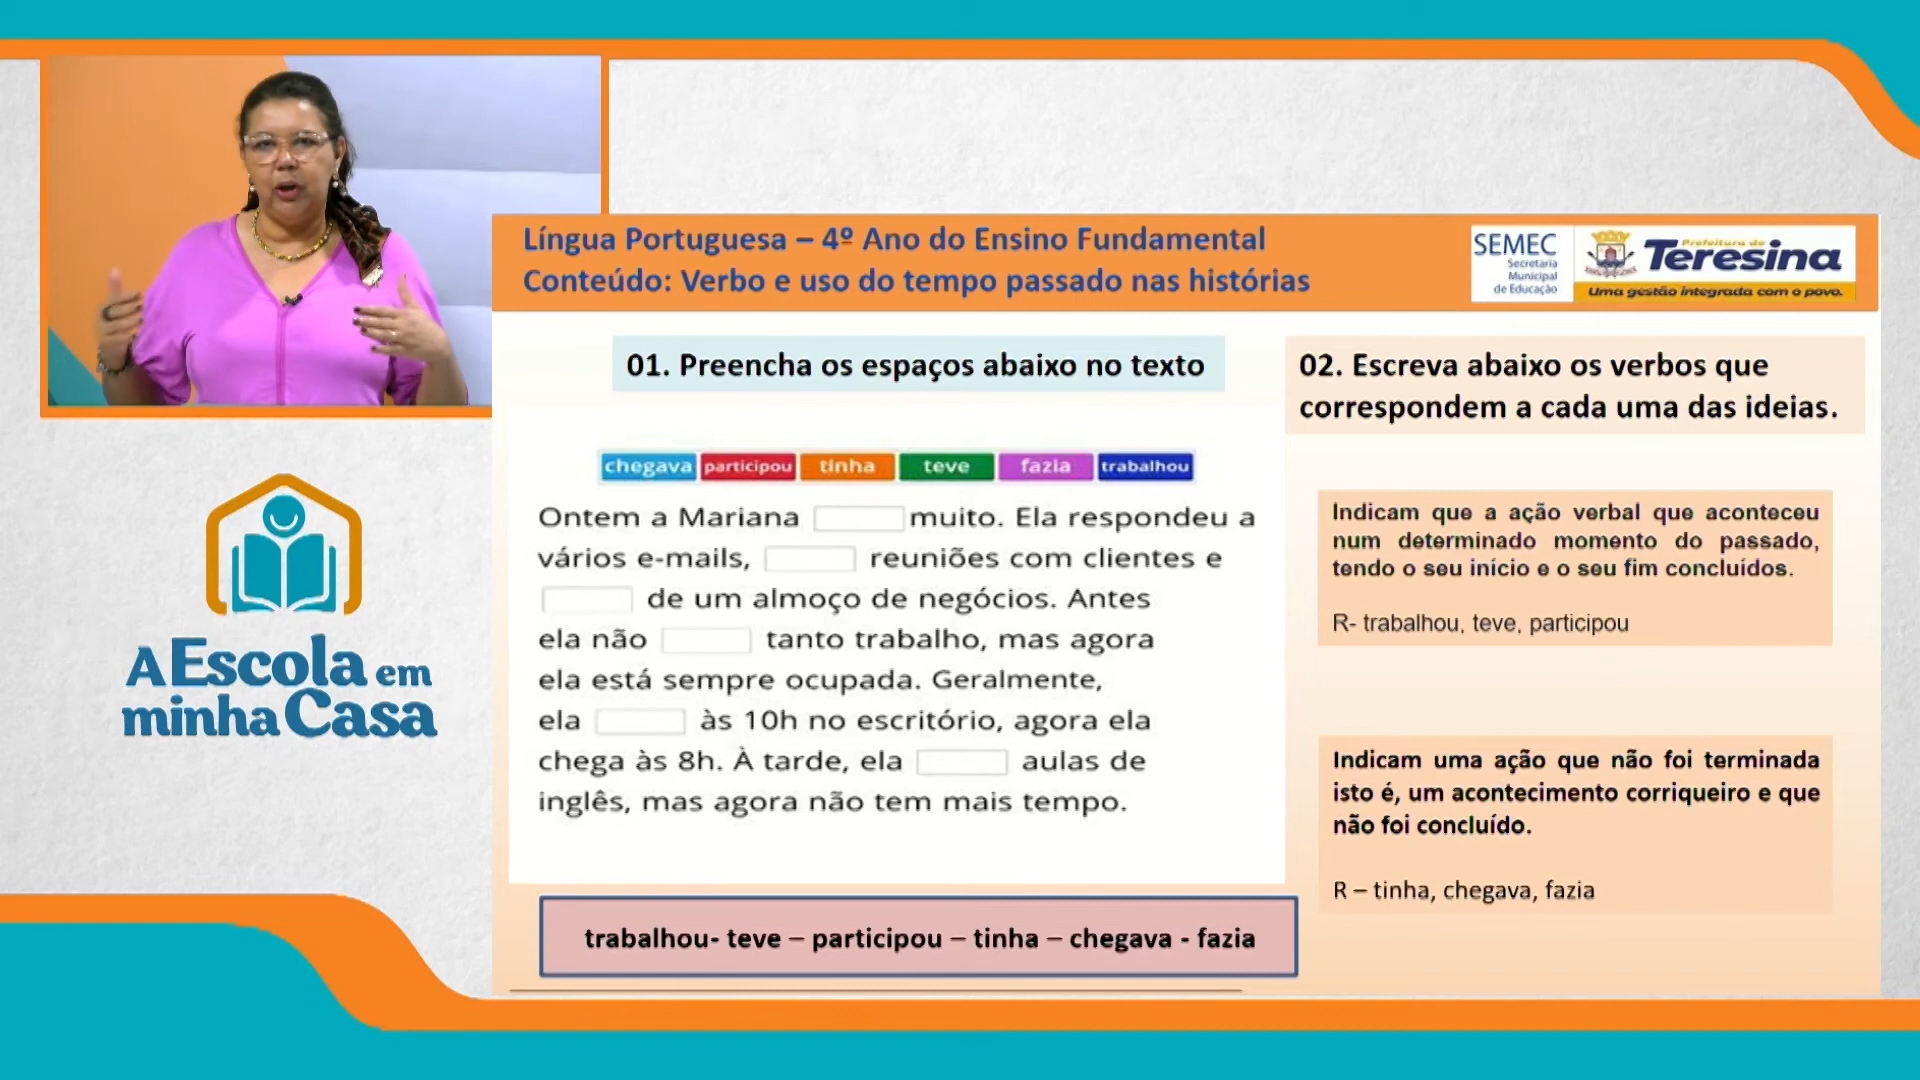 Língua Portuguesa – 4º Ano do Ensino Fundamental
Conteúdo: Verbo e uso do tempo passado nas histórias
SEMEC
Secretaria
Municipal
de Educação
Prefeitura de
Teresina
Uma gestão integrada com o povo.
01. Preencha os espaços abaixo no texto
chegava participou tinha teve fazia trabalhou
Ontem a Mariana muito. Ela respondeu a
vários e-mails, reuniões com clientes e
de um almoço de negócios. Antes
ela não tanto trabalho, mas agora
ela está sempre ocupada. Geralmente,
ela às 10h no escritório, agora ela
chega às 8h. À tarde, ela aulas de
inglês, mas agora não tem mais tempo.
trabalhou- teve – participou – tinha – chegava - fazia
02. Escreva abaixo os verbos que
correspondem a cada uma das ideias.
Indicam que a ação verbal que aconteceu
num determinado momento do passado,
tendo o seu início e o seu fim concluídos.
R- trabalhou, teve, participou
Indicam uma ação que não foi terminada
isto é, um acontecimento corriqueiro e que
não foi concluído.
R – tinha, chegava, fazia
A Escola em
minha Casa